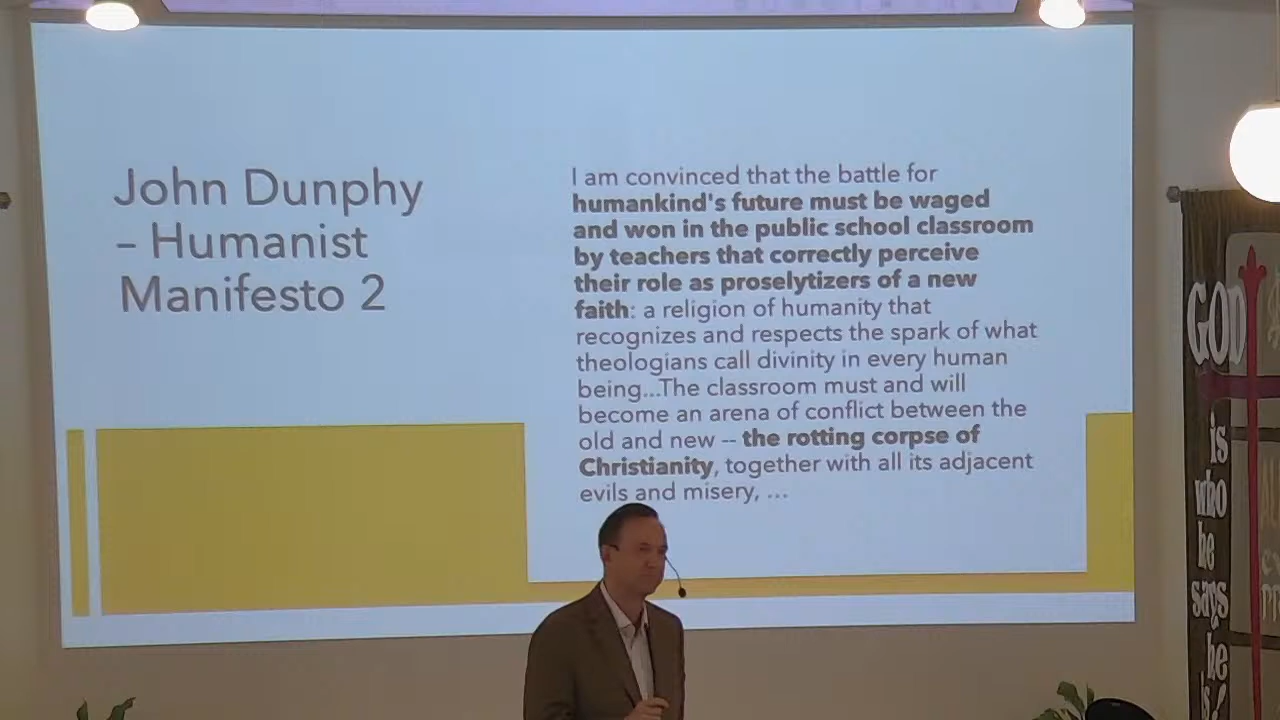 John Dunphy
– Humanist
Manifesto 2
I am convinced that the battle for
humankind's future must be waged
and won in the public school classroom
by teachers that correctly perceive
their role as proselytizers of a new
faith: a religion of humanity that
recognizes and respects the spark of what
theologians call divinity in every human
being...The classroom must and will
become an arena of conflict between the
old and new -- the rotting corpse of
Christianity, together with all its adjacent
evils and misery, ...
GOD
is
who
he
says
he
is!